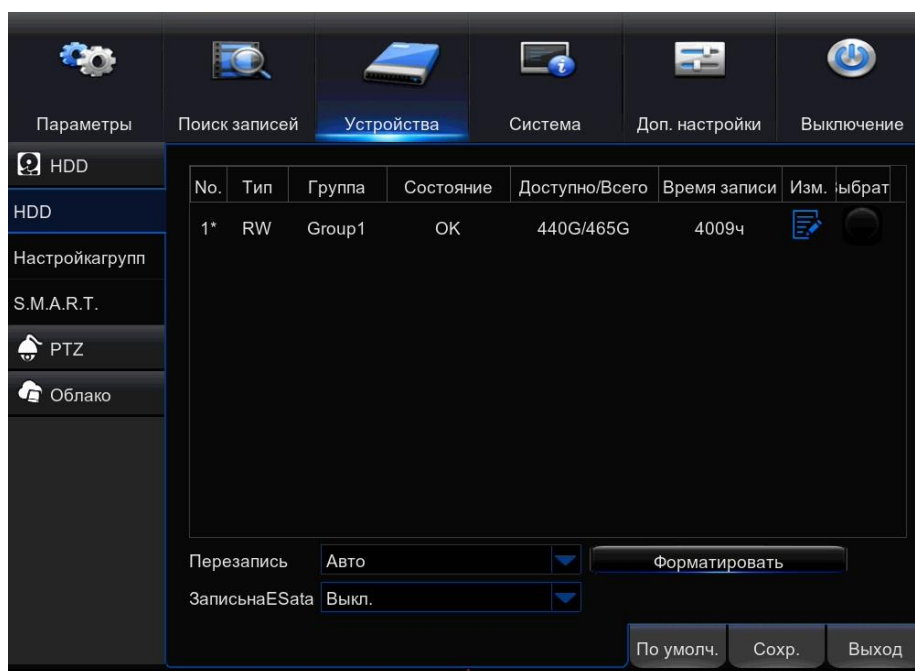 Параметры Поиск записей Устройства Система Доп. настройки Выключение
HDD
HDD
Настройкагрупп
S.M.A.R.T.
PTZ
Облако
No. Тип Группа Состояние Доступно/Всего Время записи Изм. ыбрат
1* RW Group1 OK 440G/465G 4009ч
Перезапись Авто Форматировать
ЗаписьнаESata Выкл.
По умолч. Сохр. Выход